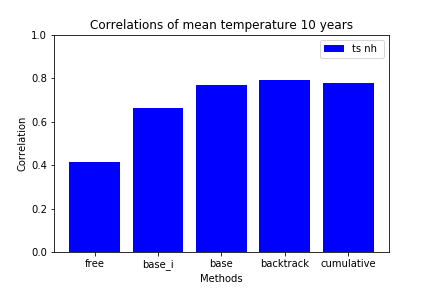 Correlations of mean temperature 10 years
ts nh
Correlation
1.0
0.8
0.6
0.4
0.2
0.0
free base_i base backtrack cumulative
Methods